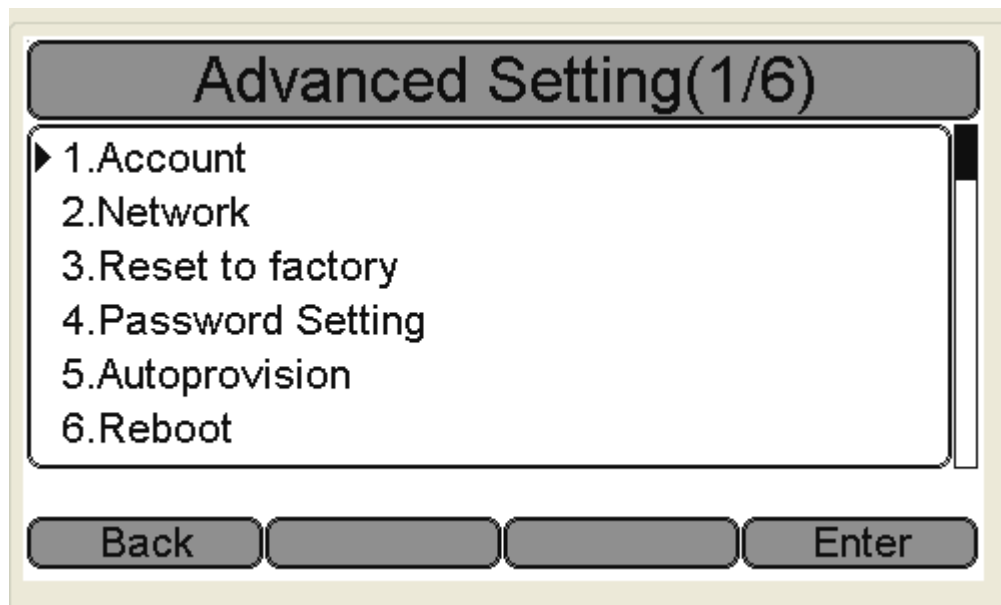 Advanced Setting(1/6)
1.Account
2.Network
3.Reset to factory
4.Password Setting
5.Autoprovision
6.Reboot
Back Enter